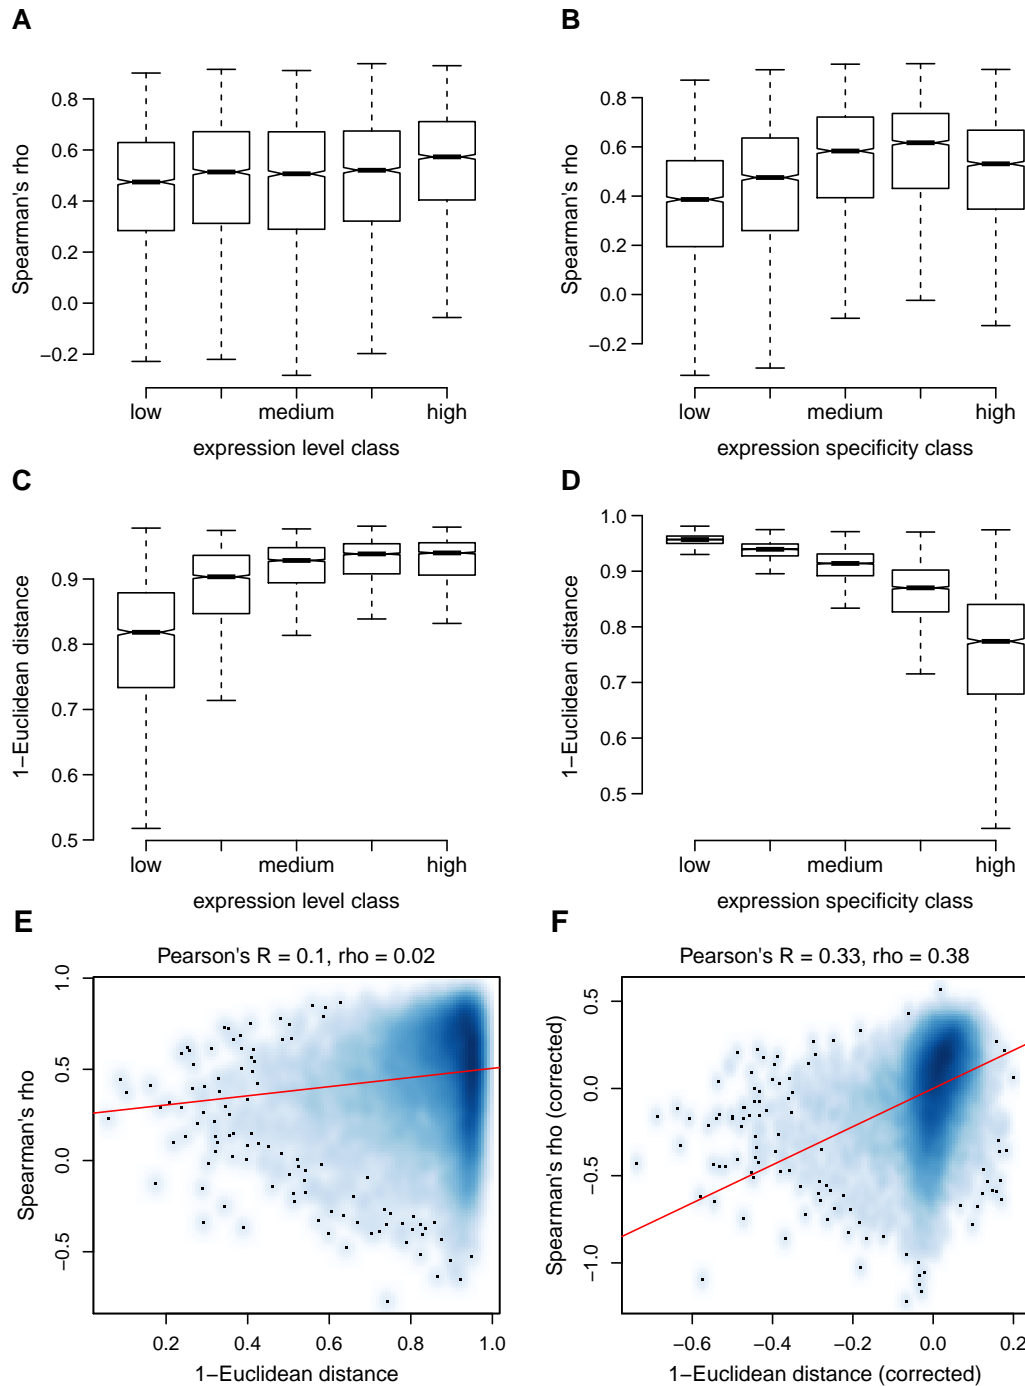 A
B
Spearman's rho
0.8
0.6
0.4
0.2
0.0
−0.2
low
medium
high
expression level class
Spearman's rho
0.8
0.6
0.4
0.2
0.0
−0.2
low
medium
high
expression specificity class
C
D
1−Euclidean distance
0.9
0.8
0.7
0.6
0.5
low
medium
high
expression level class
1−Euclidean distance
1.0
0.9
0.8
0.7
0.6
0.5
low
medium
high
expression specificity class
E
F
Pearson's R = 0.1, rho = 0.02
Spearman's rho
1.0
0.5
0.0
−0.5
0.2
0.4
0.6
0.8
1.0
1−Euclidean distance
Pearson's R = 0.33, rho = 0.38
Spearman's rho (corrected)
0.5
0.0
−0.5
−1.0
−0.6
−0.4
−0.2
0.0
0.2
1−Euclidean distance (corrected)